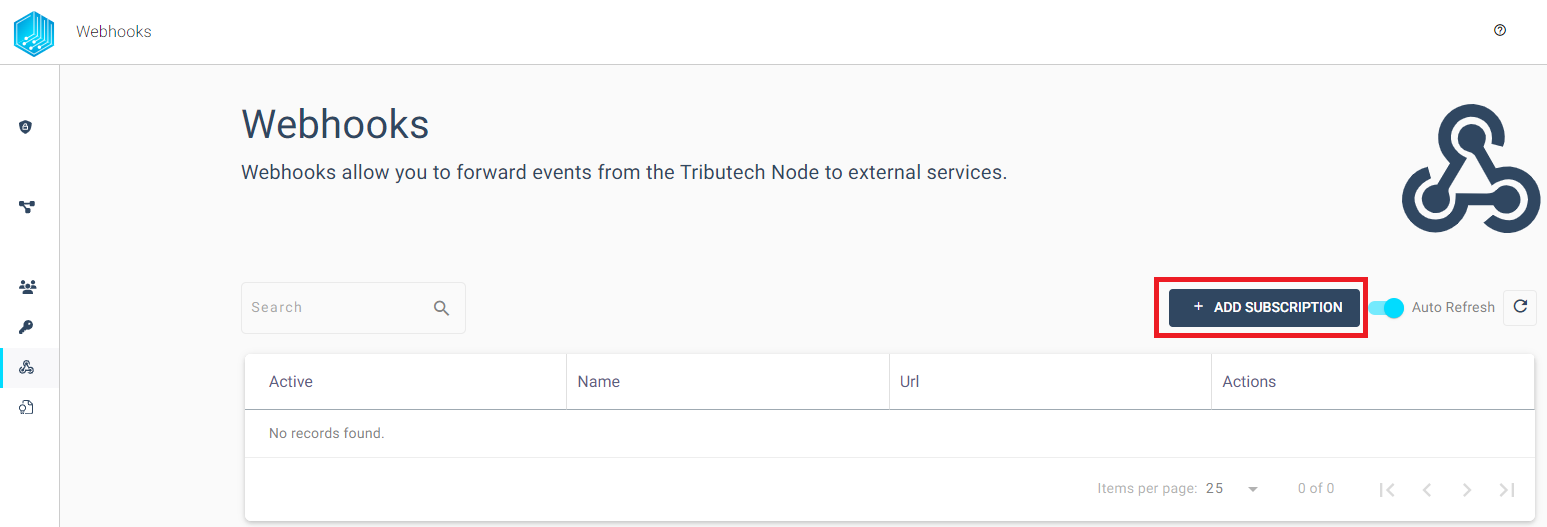 Webhooks
Webhooks
Webhooks allow you to forward events from the Tributech Node to external services.
Search
+ ADD SUBSCRIPTION
Auto Refresh
Active Name Url Actions
No records found.
Items per page: 25 0 of 0